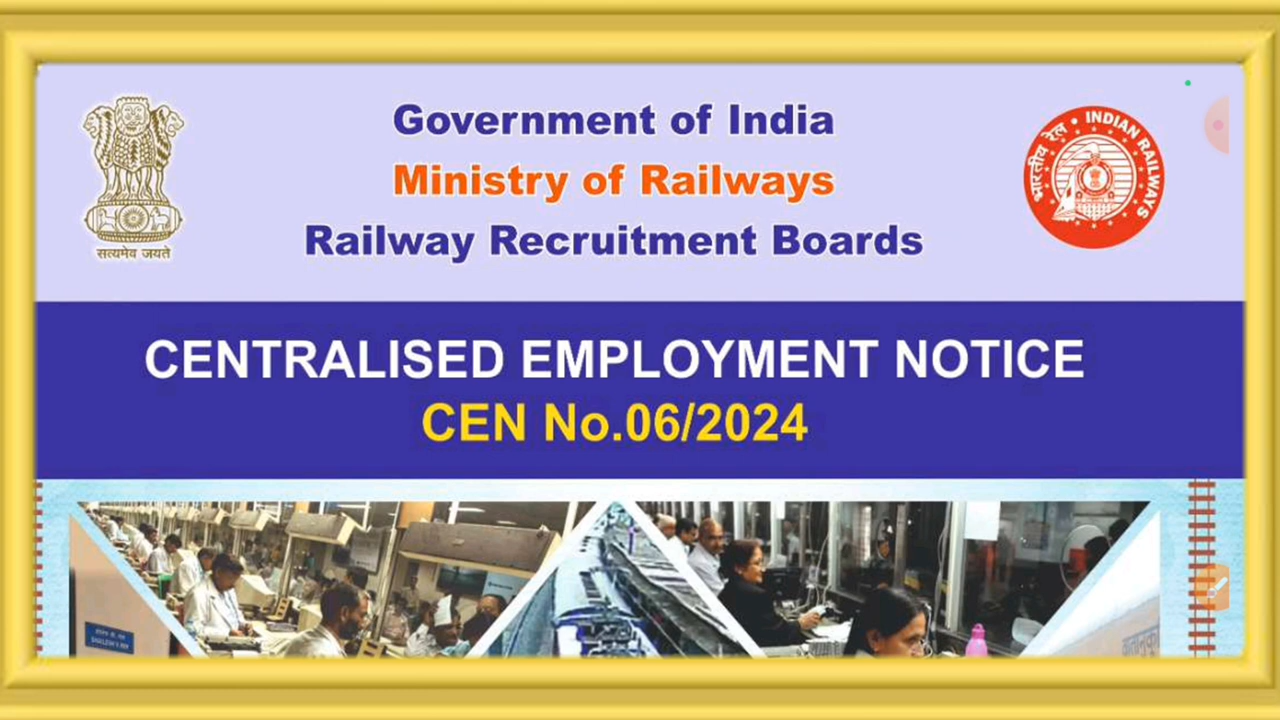 Government of India
Ministry of Railways
Railway Recruitment Boards
सत्यमेव जयते
भारतीय रेल • INDIAN RAILWAYS
CENTRALISED EMPLOYMENT NOTICE
CEN No.06/2024